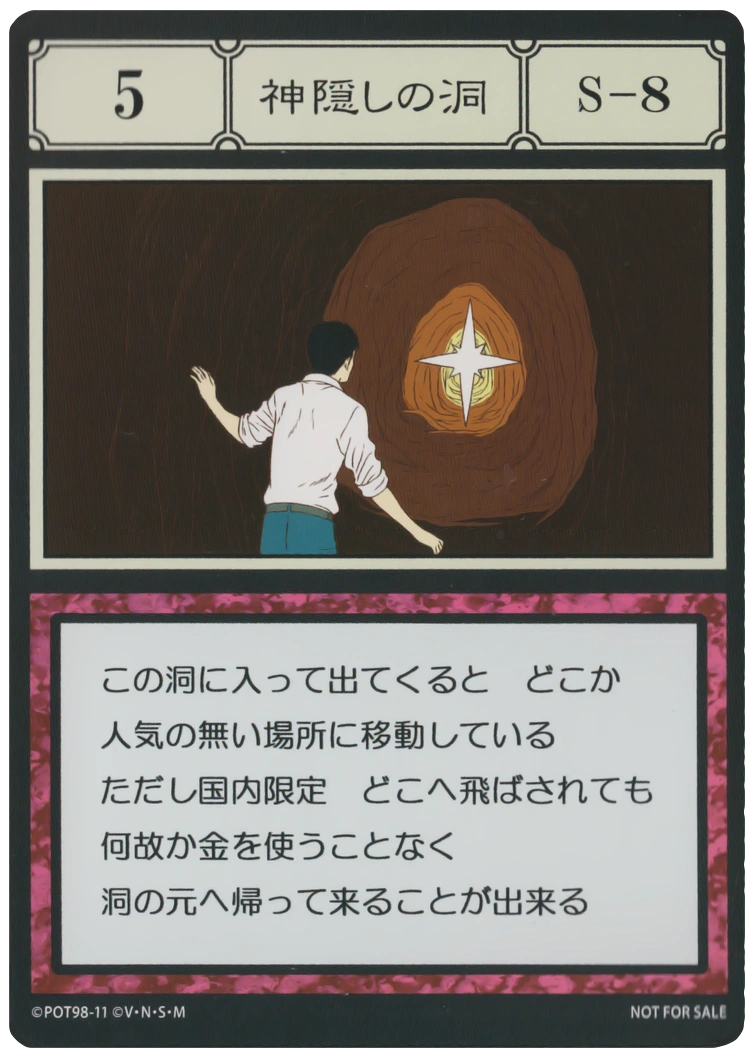 5
神隠しの洞
S-8
この洞に入って出てくると　どこか
人気の無い場所に移動している
ただし国内限定　どこへ飛ばされても
何故か金を使うことなく
洞の元へ帰って来ることが出来る
©POT98-11 ©V・N・S・M
NOT FOR SALE